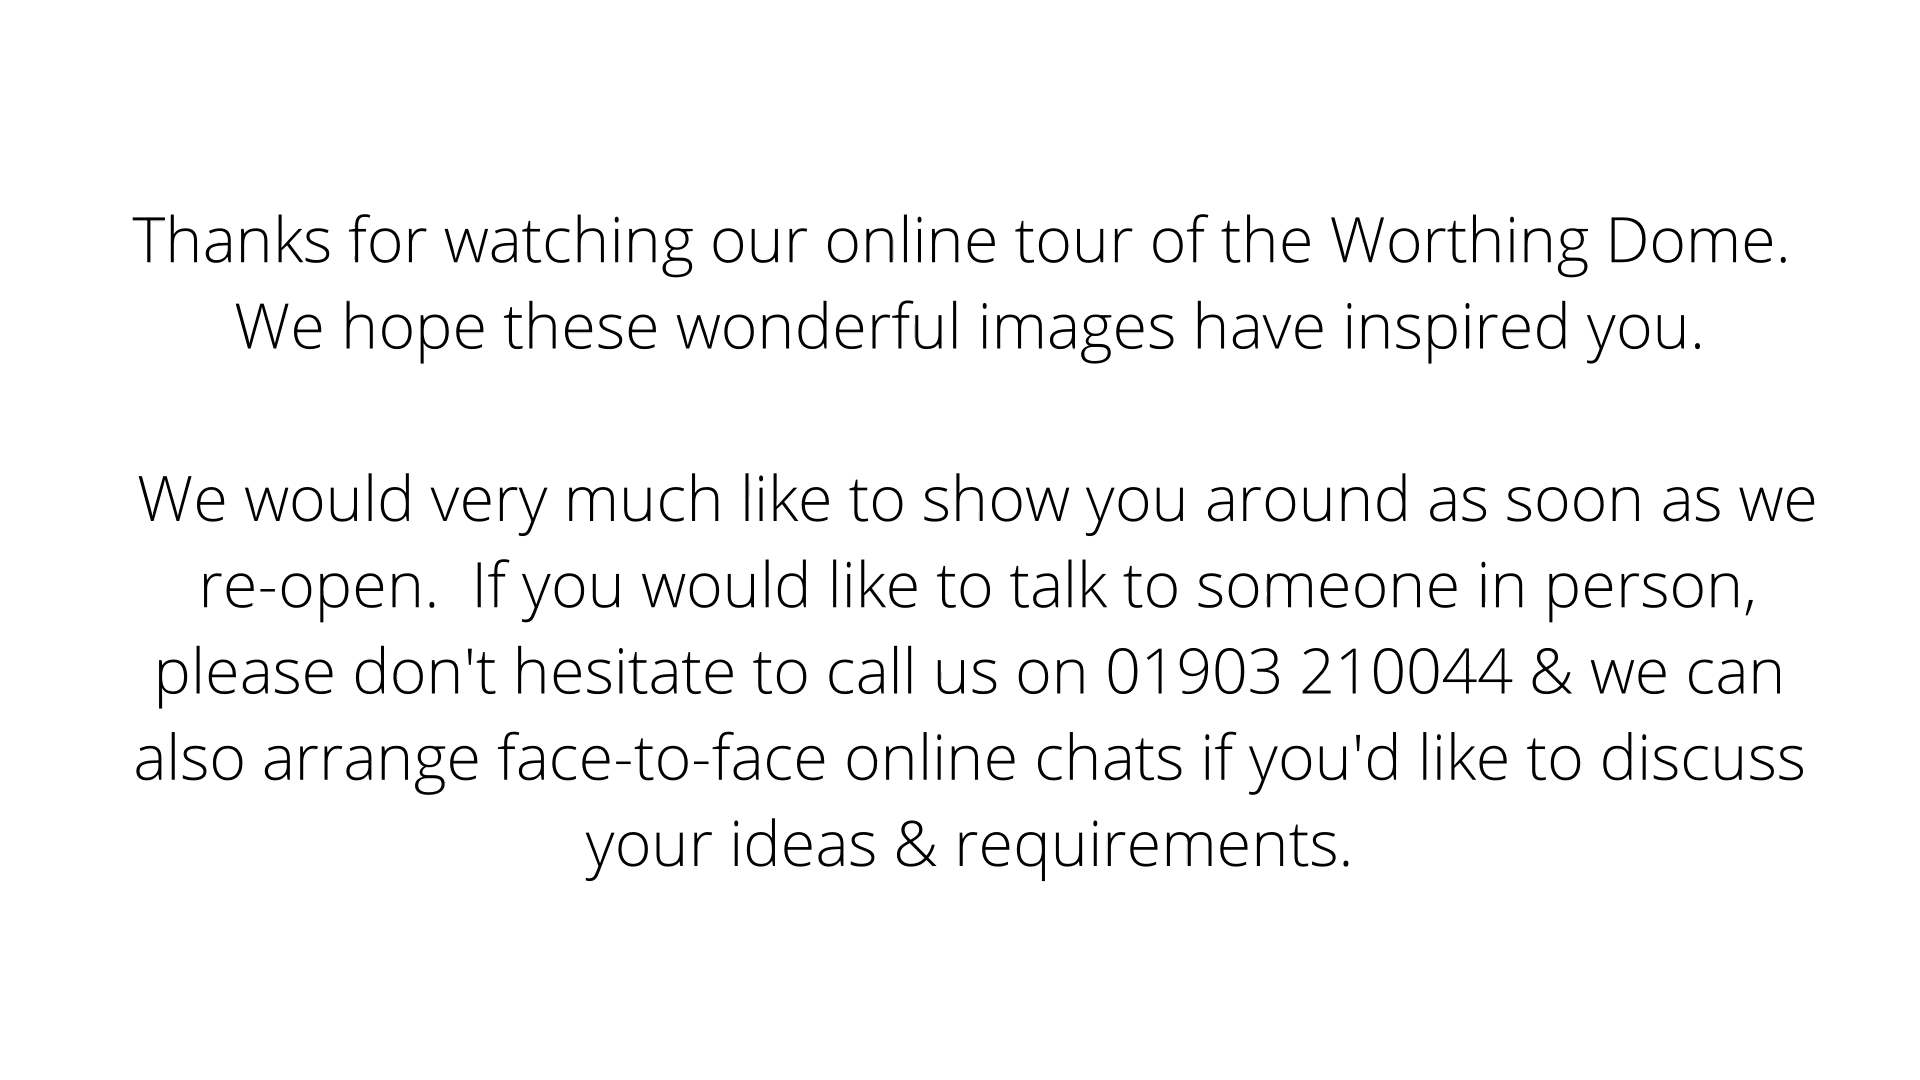 Thanks for watching our online tour of the Worthing Dome.
We hope these wonderful images have inspired you.
We would very much like to show you around as soon as we
re-open.  If you would like to talk to someone in person,
please don't hesitate to call us on 01903 210044 & we can
also arrange face-to-face online chats if you'd like to discuss
your ideas & requirements.